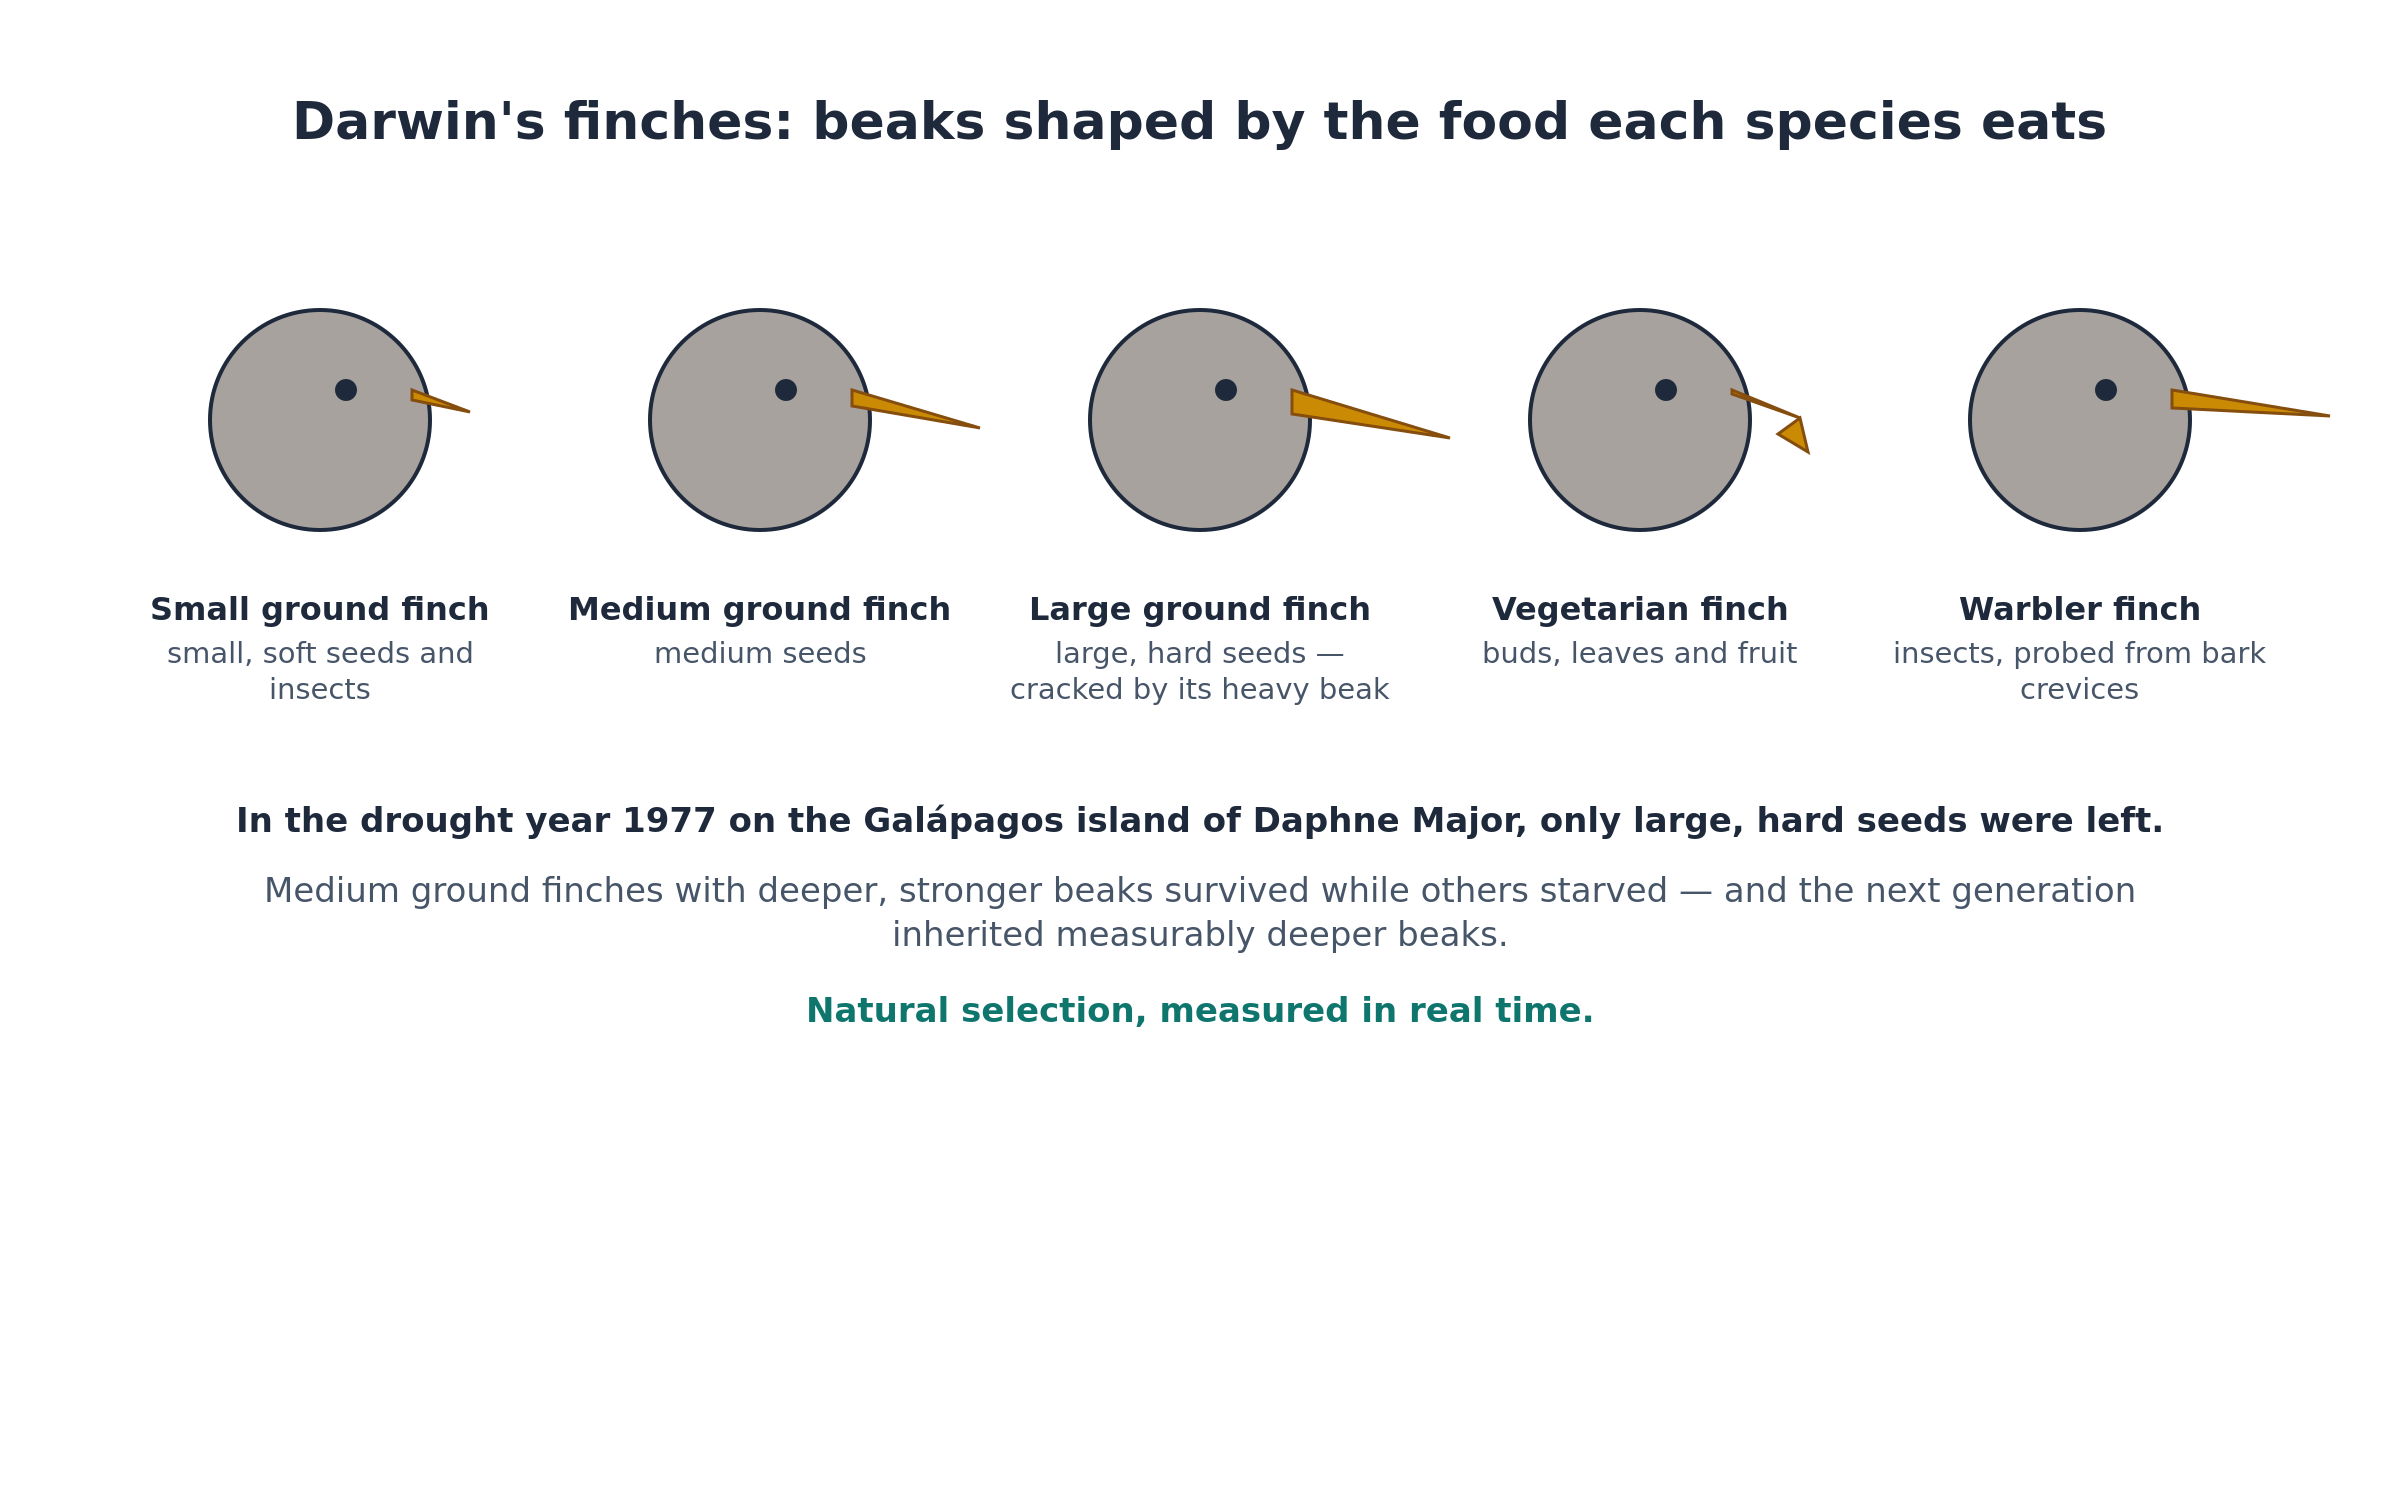 Darwin's finches: beaks shaped by the food each species eats
Small ground finch
small, soft seeds and
insects
Medium ground finch
medium seeds
Large ground finch
large, hard seeds —
cracked by its heavy beak
Vegetarian finch
buds, leaves and fruit
Warbler finch
insects, probed from bark
crevices
In the drought year 1977 on the Galápagos island of Daphne Major, only large, hard seeds were left.
Medium ground finches with deeper, stronger beaks survived while others starved — and the next generation
inherited measurably deeper beaks.
Natural selection, measured in real time.